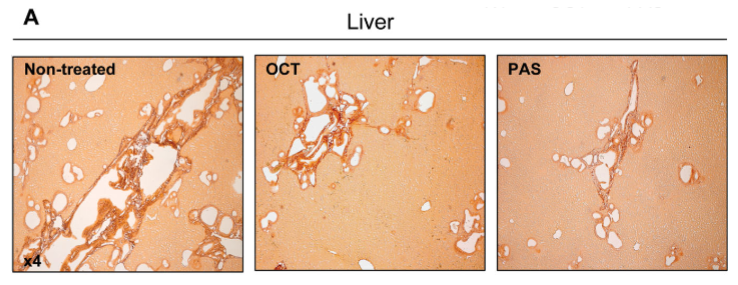 A
Liver
Non-treated
OCT
PAS
x4